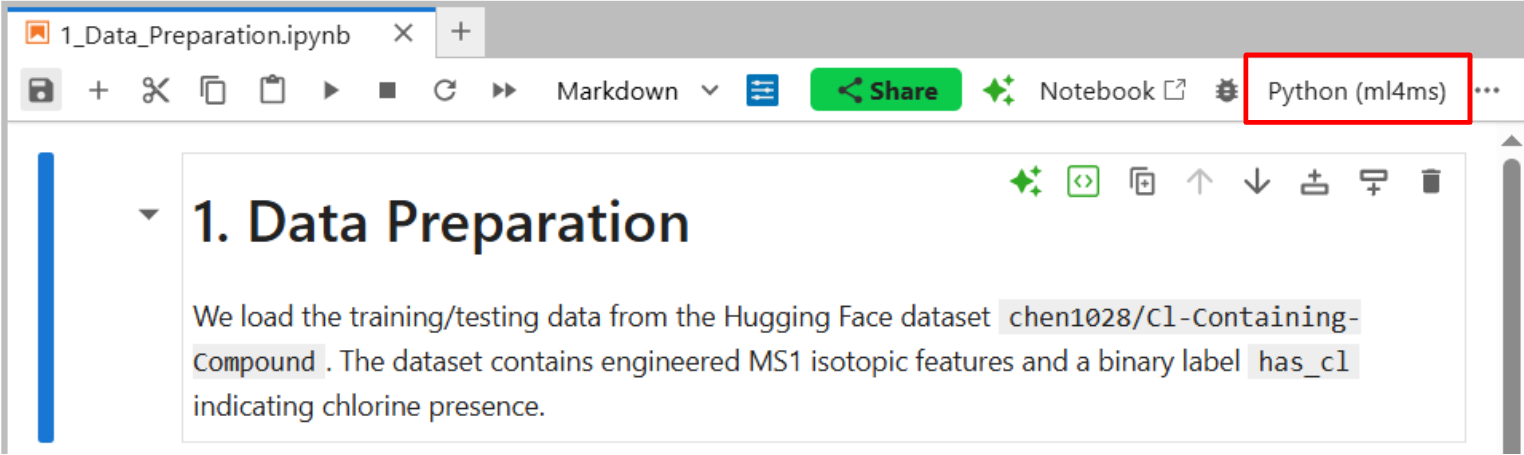 1_Data_Preparation.ipynb
Markdown Share Notebook Python (ml4ms)
1. Data Preparation
We load the training/testing data from the Hugging Face dataset chen1028/Cl-Containing-
Compound . The dataset contains engineered MS1 isotopic features and a binary label has_cl
indicating chlorine presence.